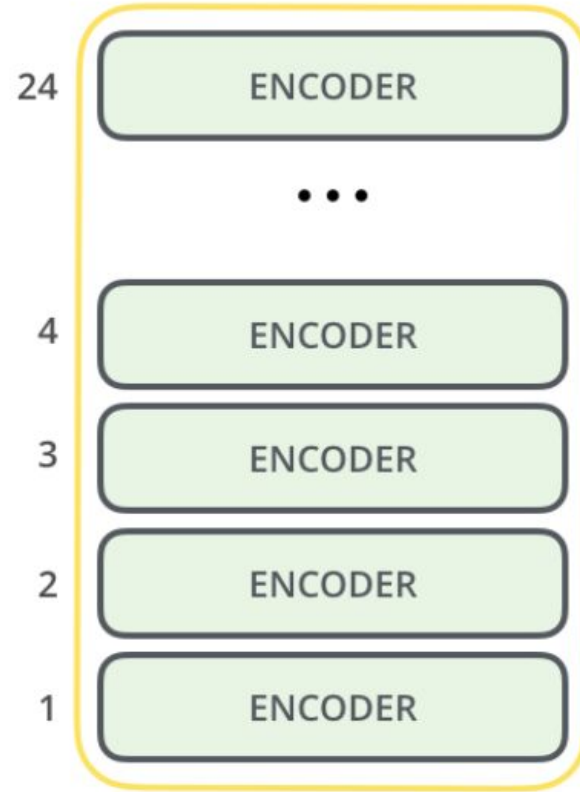 24 ENCODER
...
4 ENCODER
3 ENCODER
2 ENCODER
1 ENCODER